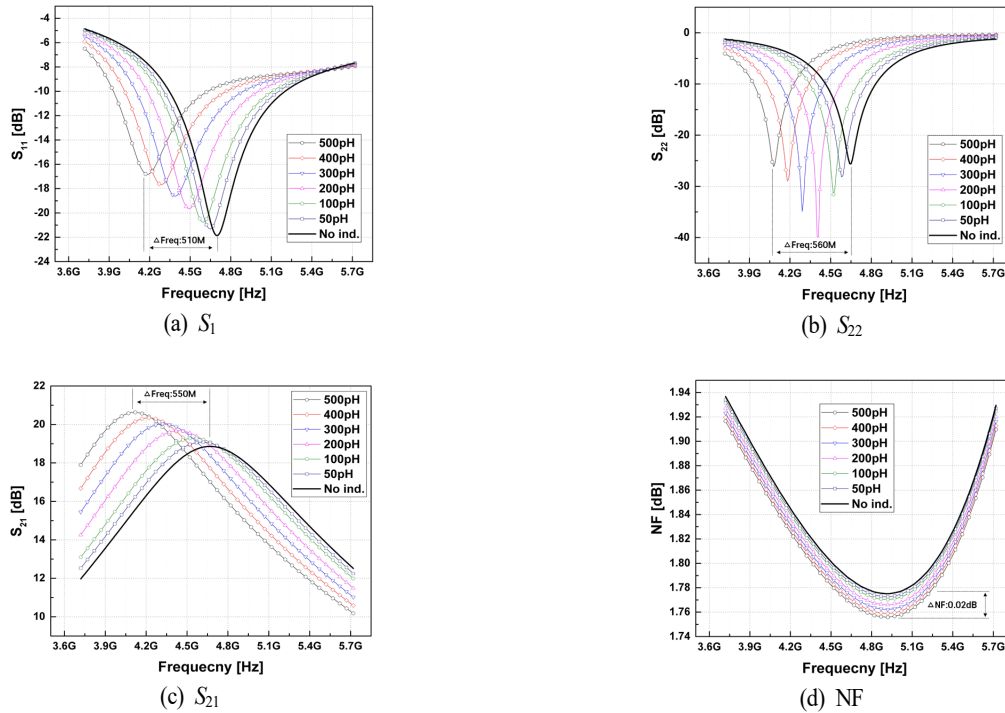 -4
-6
-8
-10
-12
-14
-16
-18
-20
-22
-24
S11 [dB]
500pH
400pH
300pH
200pH
100pH
50pH
No ind.
△Freq:510M
3.6G 3.9G 4.2G 4.5G 4.8G 5.1G 5.4G 5.7G
Frequecny [Hz]
(a) S1
0
-10
-20
-30
-40
S22 [dB]
500pH
400pH
300pH
200pH
100pH
50pH
No ind.
△Freq:560M
3.6G 3.9G 4.2G 4.5G 4.8G 5.1G 5.4G 5.7G
Frequecny [Hz]
(b) S22
22
20
18
16
14
12
10
S21 [dB]
△Freq:550M
500pH
400pH
300pH
200pH
100pH
50pH
No ind.
3.6G 3.9G 4.2G 4.5G 4.8G 5.1G 5.4G 5.7G
Frequecny [Hz]
(c) S21
1.94
1.92
1.90
1.88
1.86
1.84
1.82
1.80
1.78
1.76
1.74
NF [dB]
500pH
400pH
300pH
200pH
100pH
50pH
No ind.
△NF:0.02dB
3.6G 3.9G 4.2G 4.5G 4.8G 5.1G 5.4G 5.7G
Frequecny [Hz]
(d) NF